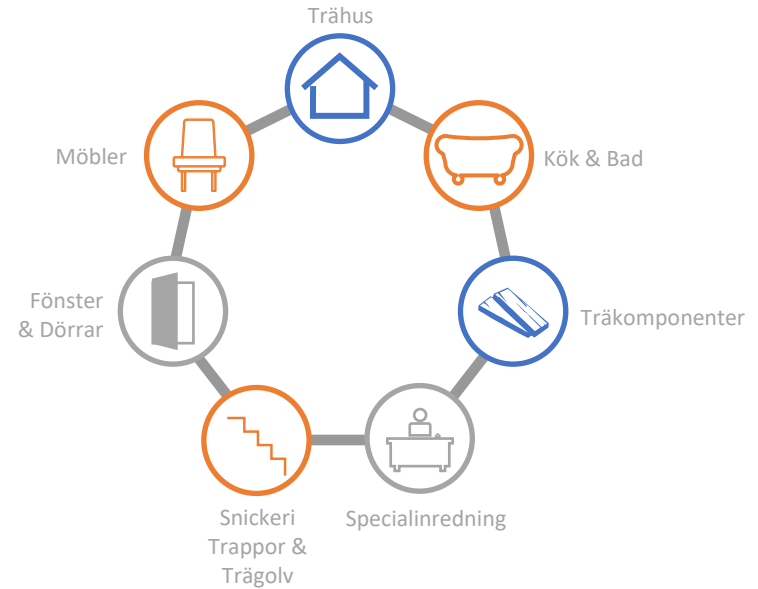 Trähus
Möbler
Kök & Bad
Fönster
& Dörrar
Träkomponenter
Snickeri
Trappor &
Trägolv
Specialinredning